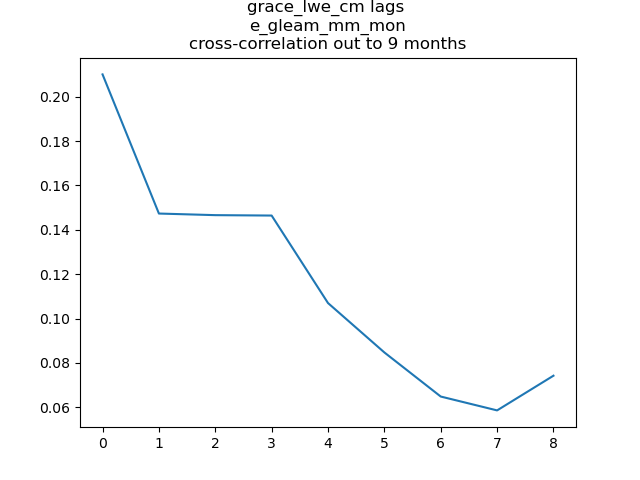 grace_lwe_cm lags
e_gleam_mm_mon
cross-correlation out to 9 months
0.20
0.18
0.16
0.14
0.12
0.10
0.08
0.06
0 1 2 3 4 5 6 7 8